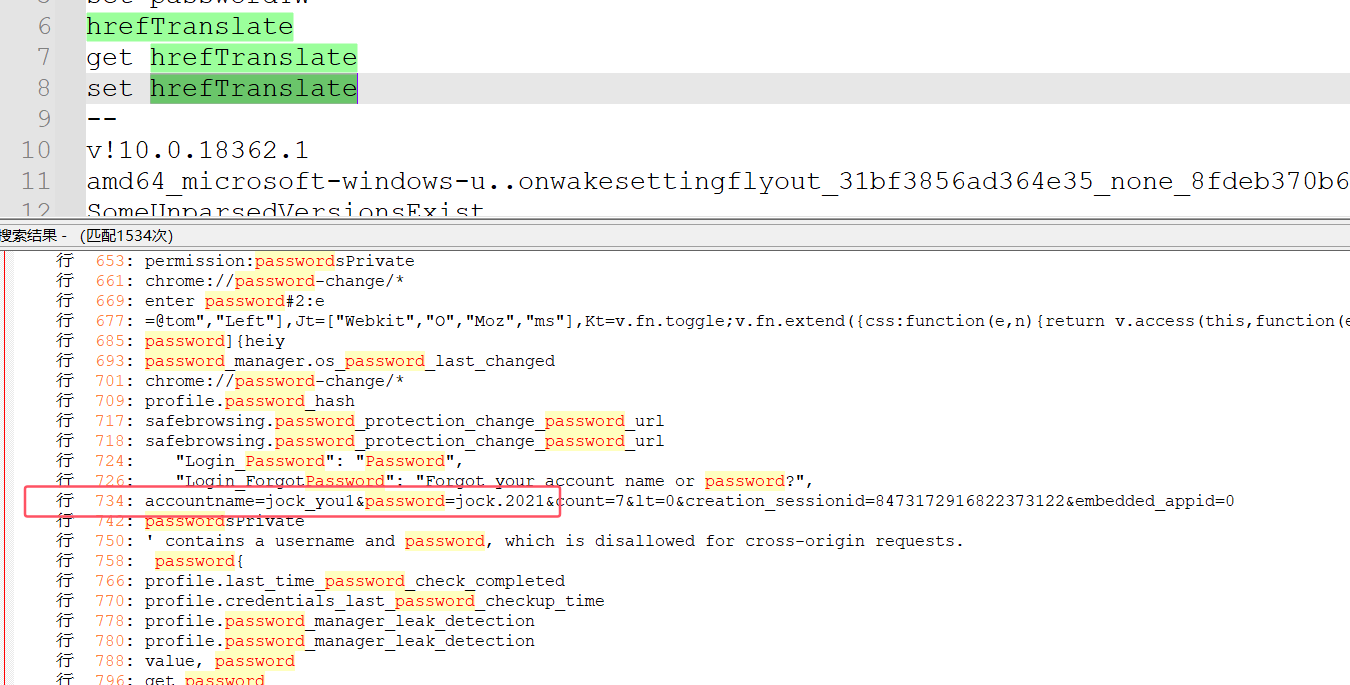 5 set passwordrw
6 hrefTranslate
7 get hrefTranslate
8 set hrefTranslate
9 --
10 v!10.0.18362.1
11 amd64_microsoft-windows-u..onwakesettingflyout_31bf3856ad364e35_none_8fdeb370b6
12 SomeUnparsedVersionsExist
搜索结果 - (匹配1534次)
行 653: permission:passwordsPrivate
行 661: chrome://password-change/*
行 669: enter password#2:e
行 677: =@tom","Left"],Jt=["Webkit","O","Moz","ms"],Kt=v.fn.toggle;v.fn.extend({css:function(e,n){return v.access(this,function(e
行 685: password]{heiy
行 693: password_manager.os_password_last_changed
行 701: chrome://password-change/*
行 709: profile.password_hash
行 717: safebrowsing.password_protection_change_password_url
行 718: safebrowsing.password_protection_change_password_url
行 724: "Login_Password": "Password",
行 726: "Login_ForgotPassword": "Forgot your account name or password?",
行 734: accountname=jock_you1&password=jock.2021&count=7&lt=0&creation_sessionid=8473172916822373122&embedded_appid=0
行 742: passwordsPrivate
行 750: ' contains a username and password, which is disallowed for cross-origin requests.
行 758: password{
行 766: profile.last_time_password_check_completed
行 770: profile.credentials_last_password_checkup_time
行 778: profile.password_manager_leak_detection
行 780: profile.password_manager_leak_detection
行 788: value, password
行 796: get password